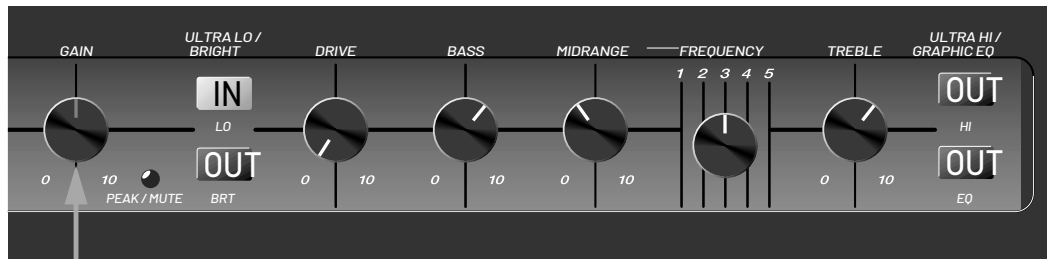 GAIN
ULTRA LO /
BRIGHT
DRIVE
BASS
MIDRANGE
FREQUENCY
TREBLE
ULTRA HI /
GRAPHIC EQ
1 2 3 4 5
IN
LO
OUT
BRT
OUT
HI
OUT
EQ
0 10
PEAK / MUTE
0 10
0 10
0 10
0 10